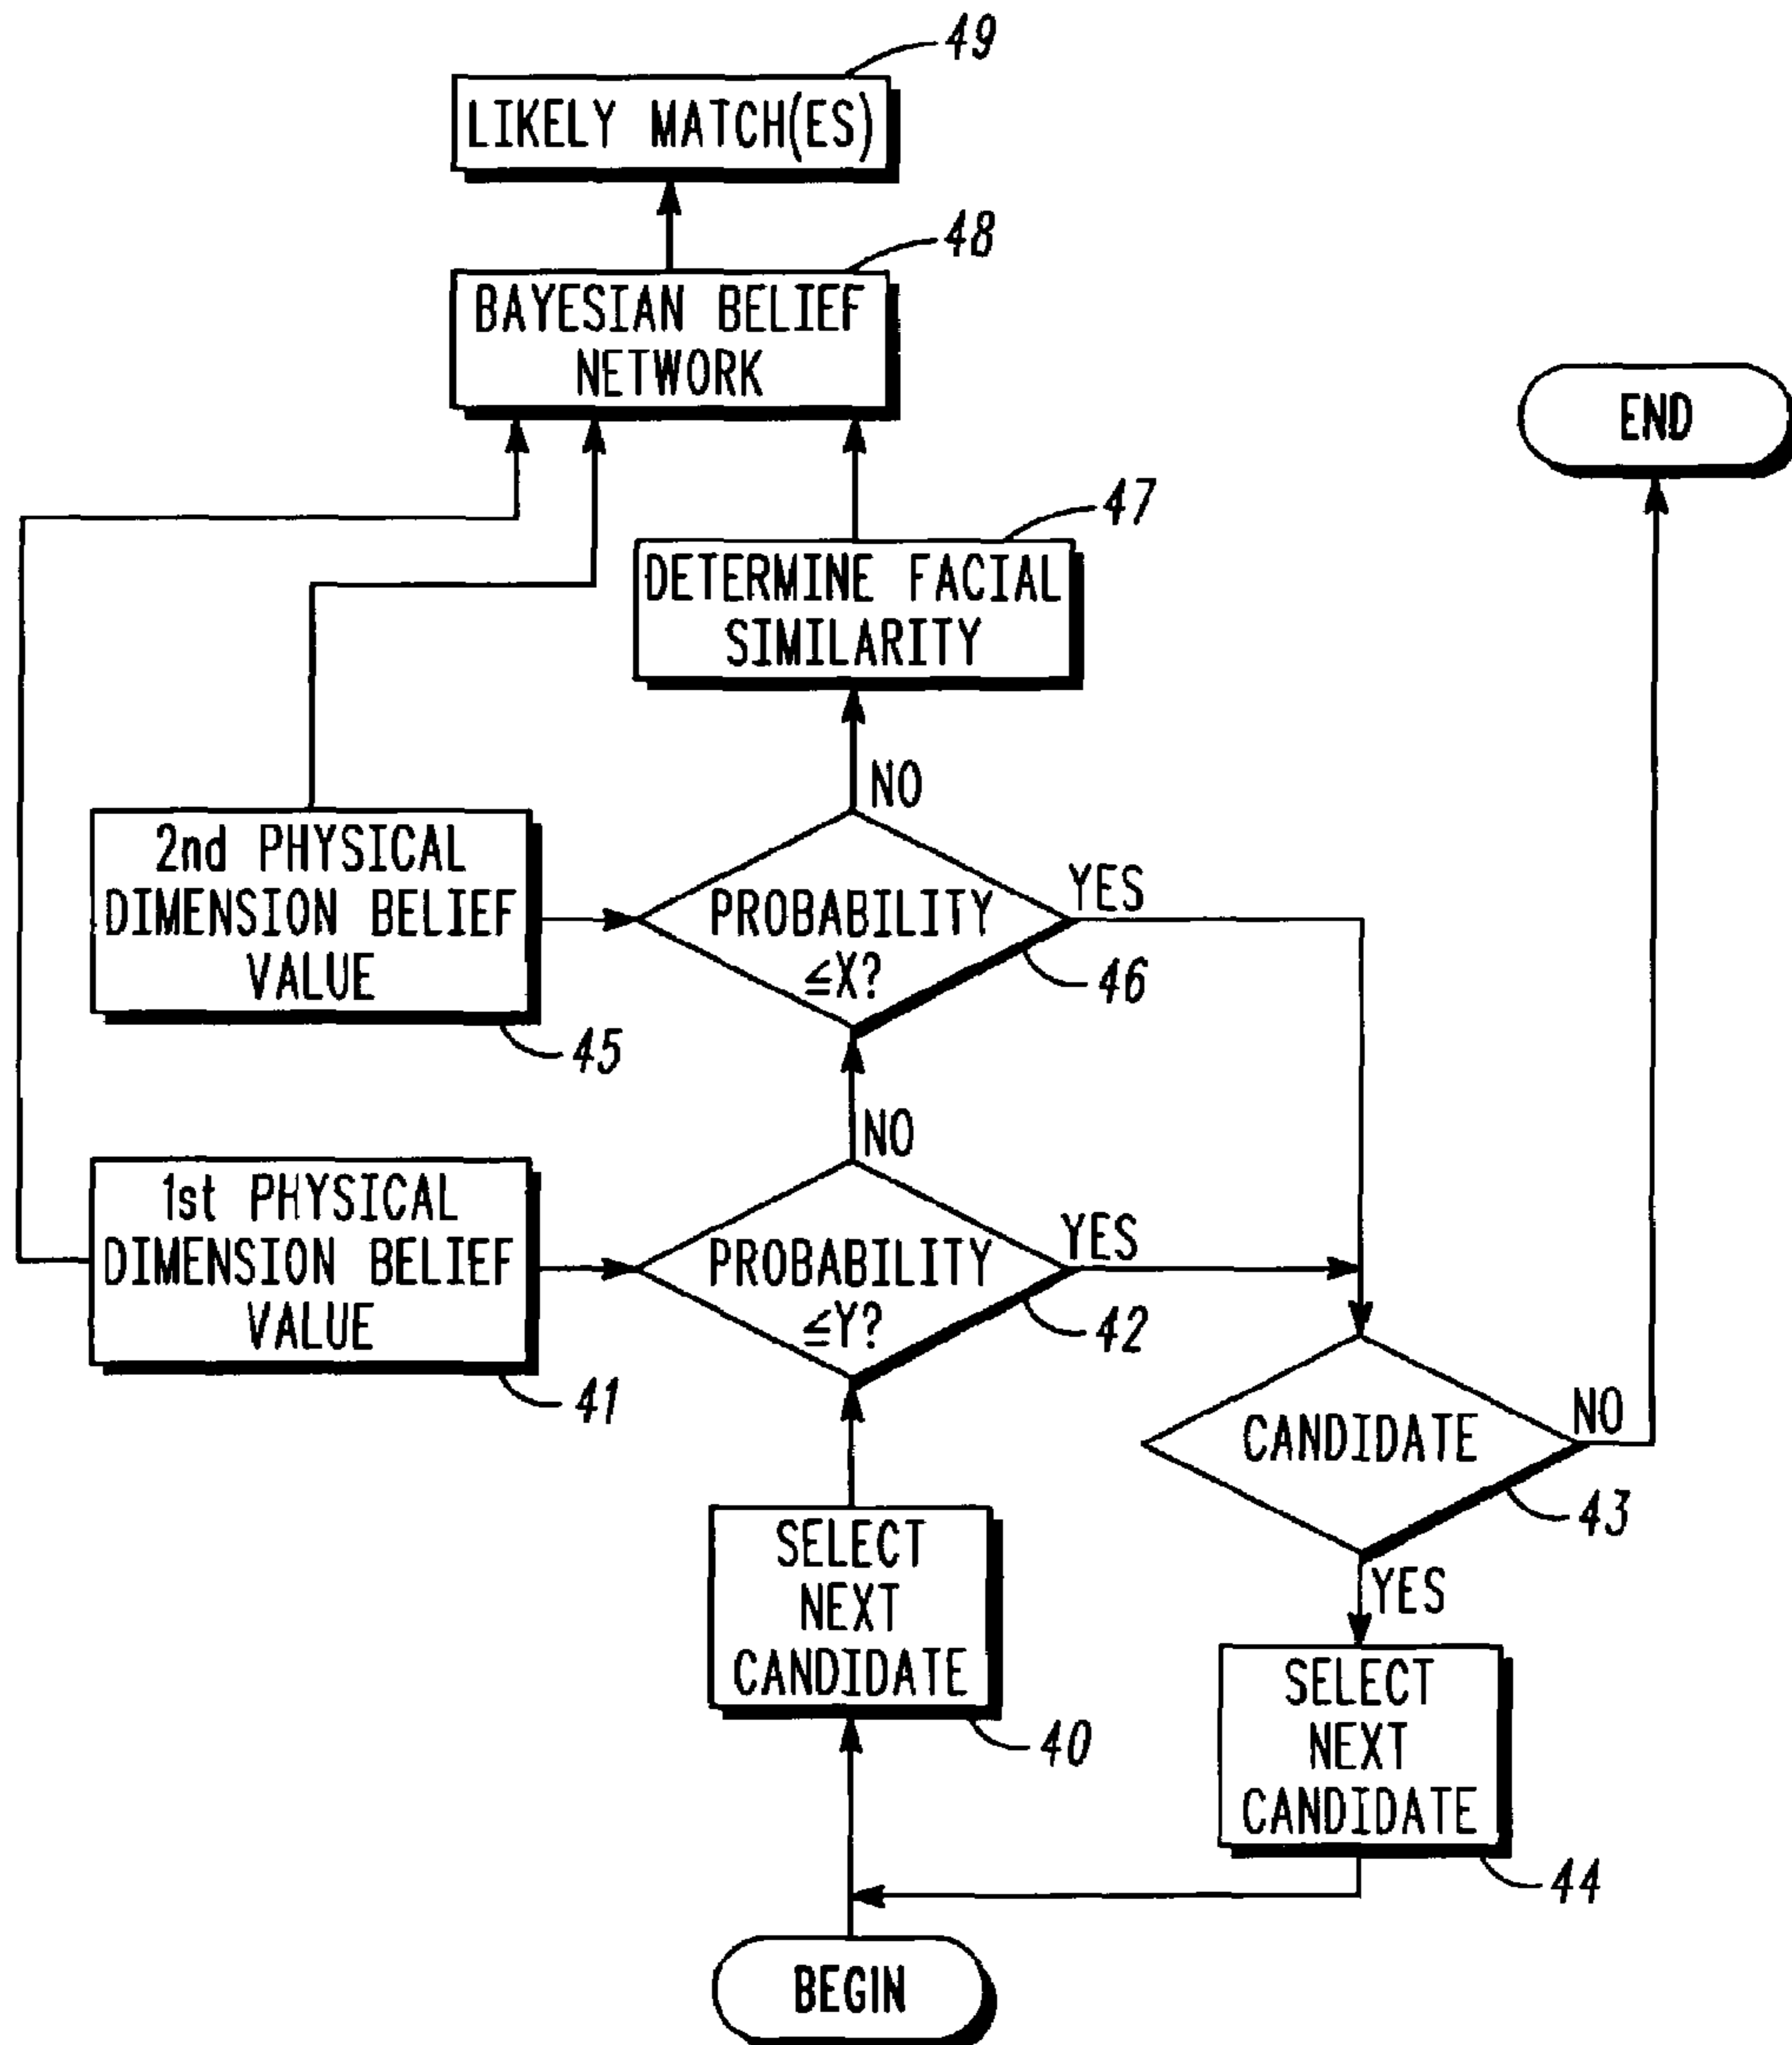 49
LIKELY MATCH(ES)
48
BAYESIAN BELIEF
NETWORK
END
47
DETERMINE FACIAL
SIMILARITY
NO
2nd PHYSICAL
DIMENSION BELIEF
VALUE
45
PROBABILITY
≦X?
YES
46
NO
1st PHYSICAL
DIMENSION BELIEF
VALUE
41
PROBABILITY
≦Y?
YES
42
CANDIDATE
NO
43
YES
SELECT
NEXT
CANDIDATE
40
SELECT
NEXT
CANDIDATE
44
BEGIN